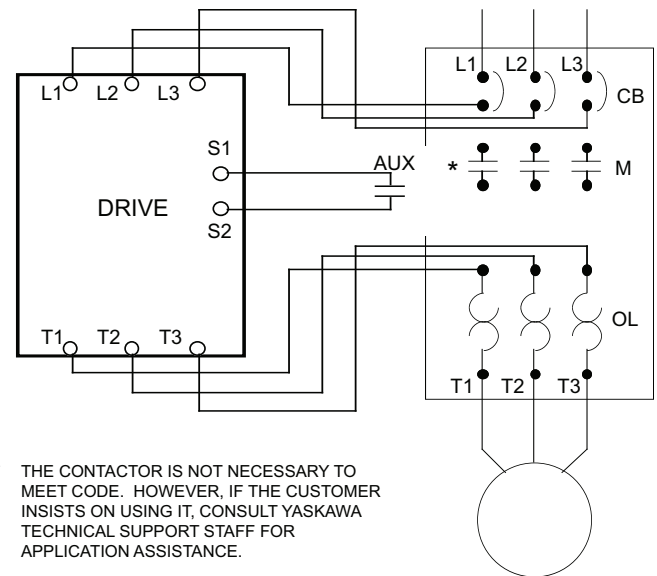 L1 L2 L3
CB
L1 L2 L3
S1
AUX
* M
DRIVE
S2
T1 T2 T3
OL
T1 T2 T3
THE CONTACTOR IS NOT NECESSARY TO
MEET CODE. HOWEVER, IF THE CUSTOMER
INSISTS ON USING IT, CONSULT YASKAWA
TECHNICAL SUPPORT STAFF FOR
APPLICATION ASSISTANCE.